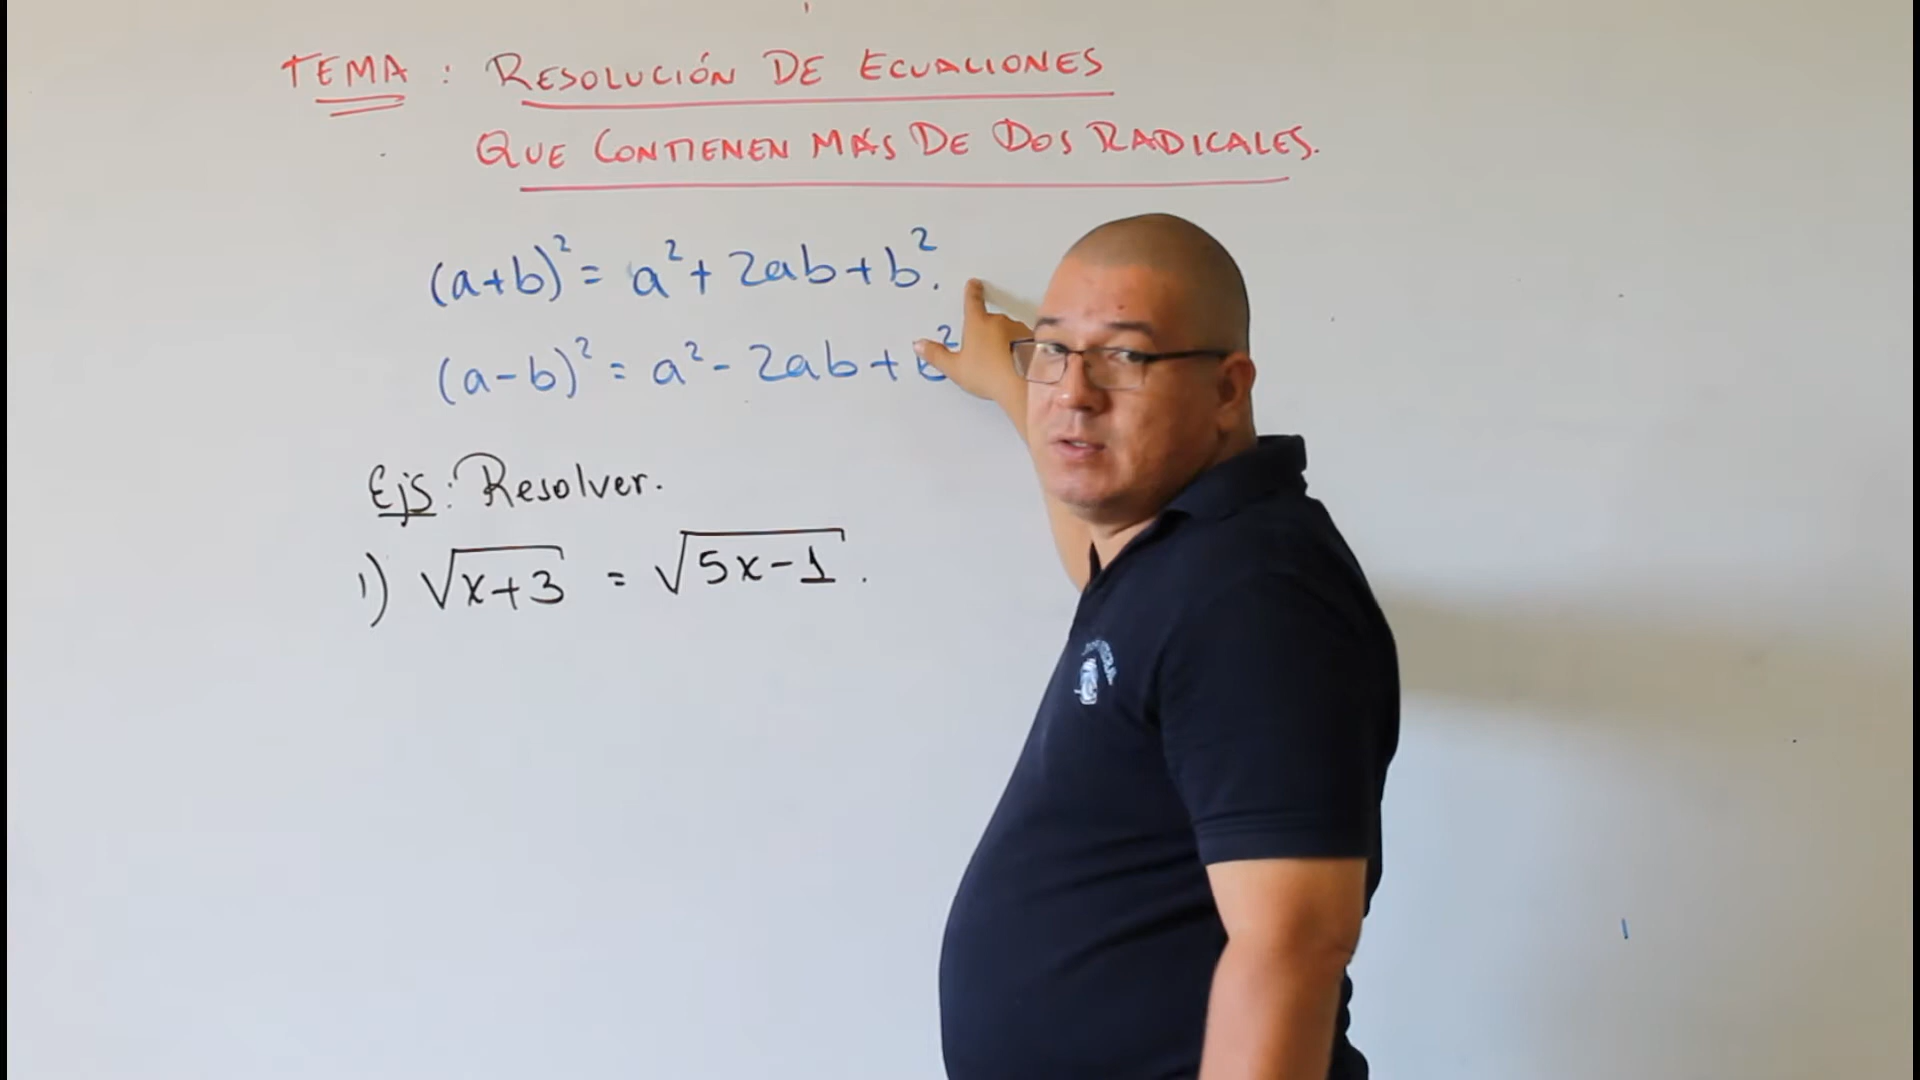 TEMA : RESOLUCIÓN DE ECUACIONES
QUE CONTIENEN MÁS DE DOS RADICALES.
(a+b)² = a² + 2ab + b².
(a-b)² = a² - 2ab + b²
Ejs: Resolver.
1) √x+3 = √5x-1 .